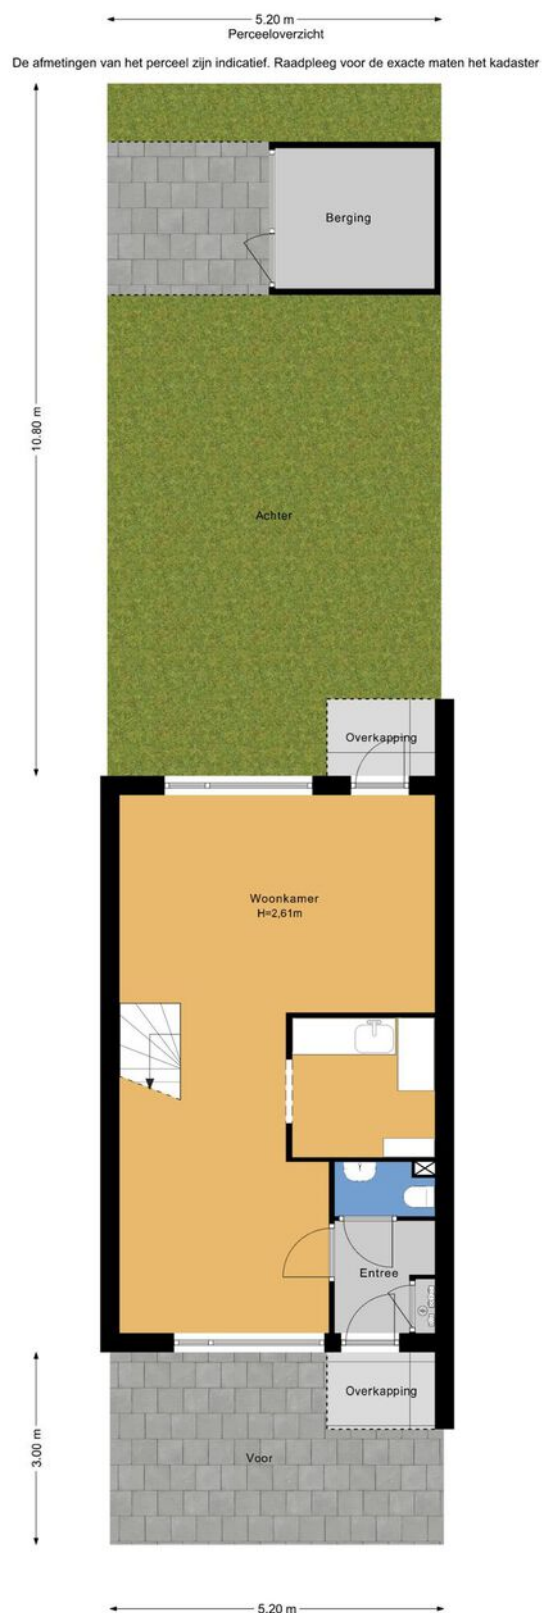 5.20 m
Perceeloverzicht
De afmetingen van het perceel zijn indicatief. Raadpleeg voor de exacte maten het kadaster
Berging
10.80 m
Achter
Overkapping
Woonkamer
H=2,61m
Entree
Overkapping
3.00 m
Voor
5.20 m